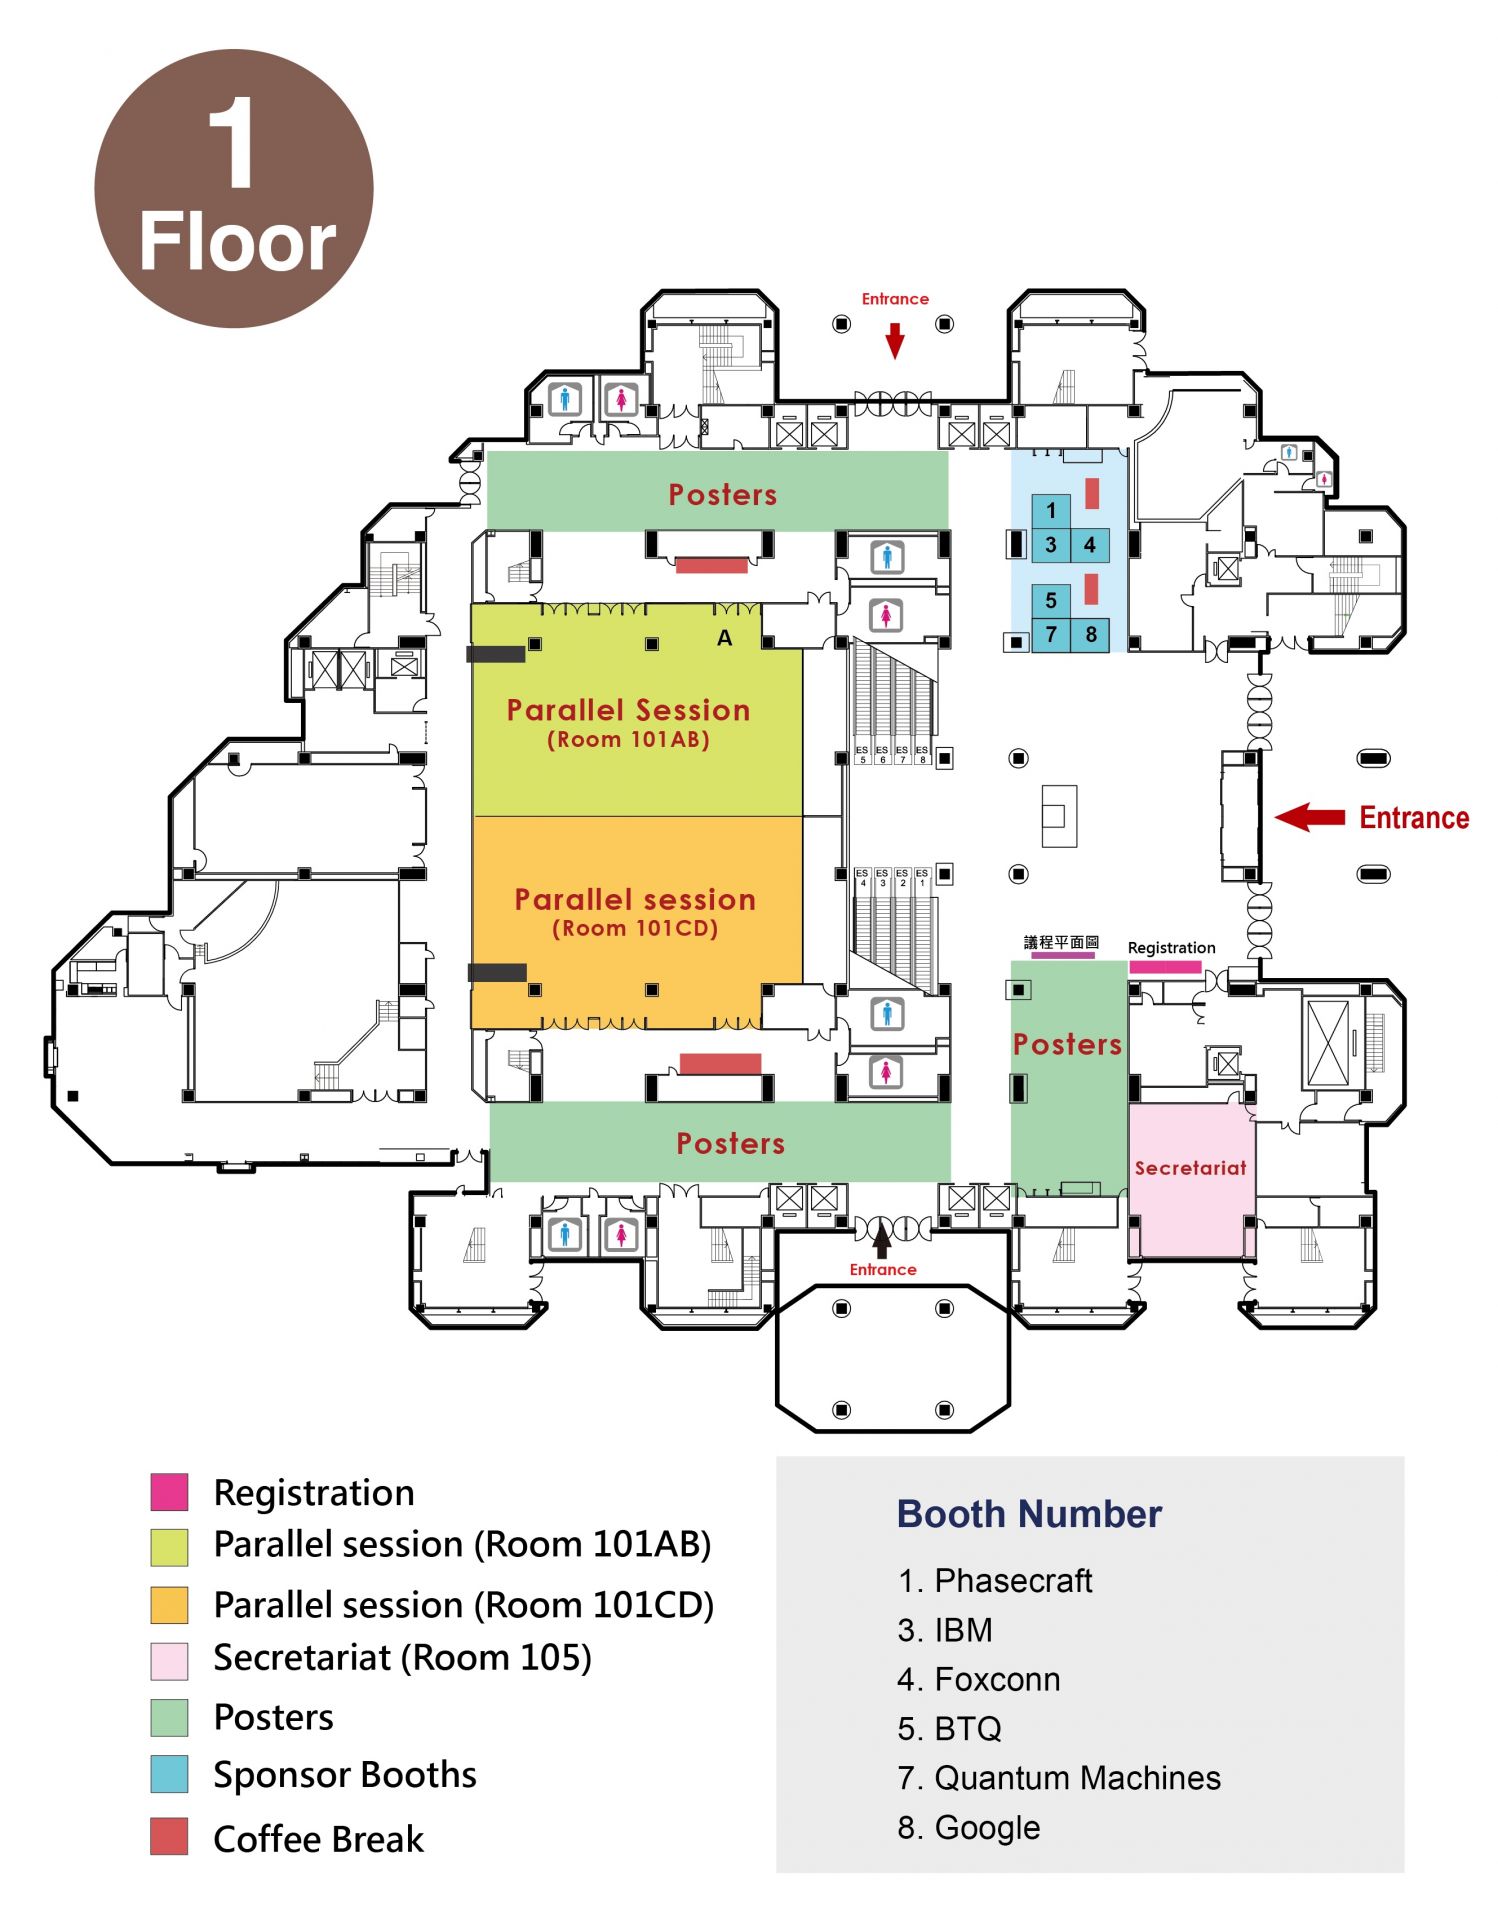 1
Floor
Entrance
Posters
1
3 4
5
7 8
A
Parallel Session
(Room 101AB)
ES 5
ES 6
ES 7
ES 8
Entrance
Parallel session
(Room 101CD)
ES 4
ES 3
ES 2
ES 1
議程平面圖
Registration
Posters
Posters
Secretariat
Entrance
Registration
Parallel session (Room 101AB)
Parallel session (Room 101CD)
Secretariat (Room 105)
Posters
Sponsor Booths
Coffee Break
Booth Number
1. Phasecraft
3. IBM
4. Foxconn
5. BTQ
7. Quantum Machines
8. Google